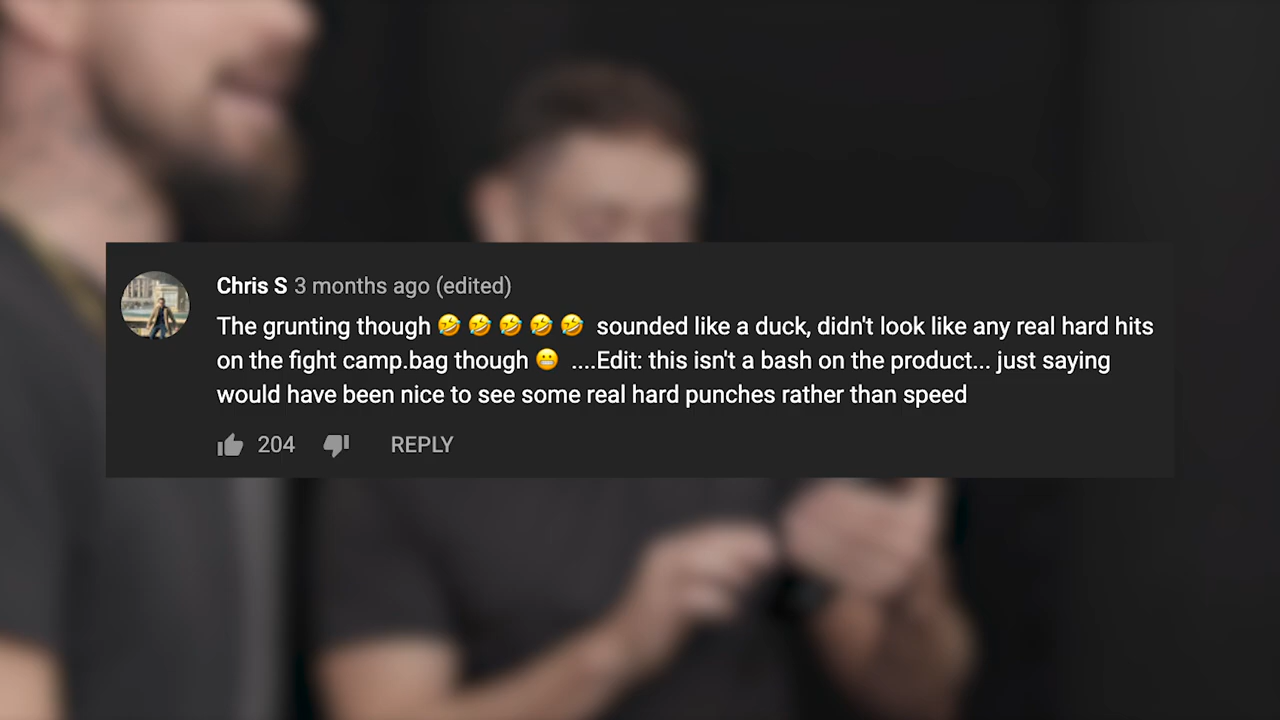 Chris S 3 months ago (edited)
The grunting though 🤣🤣🤣🤣🤣 sounded like a duck, didn't look like any real hard hits
on the fight camp.bag though 😬 ....Edit: this isn't a bash on the product... just saying
would have been nice to see some real hard punches rather than speed
204 REPLY